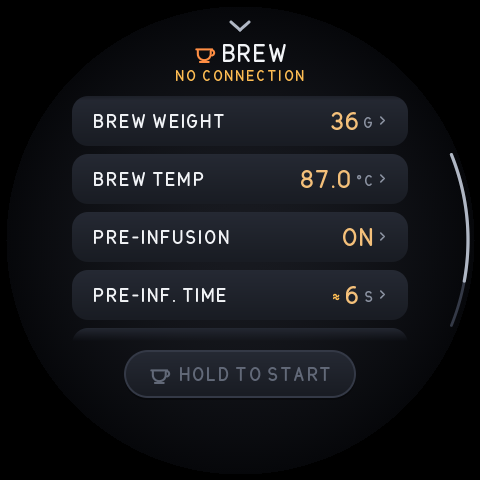 BREW
NO CONNECTION
BREW WEIGHT 36 G
BREW TEMP 87.0 °C
PRE-INFUSION ON
PRE-INF. TIME ≈ 6 S
HOLD TO START